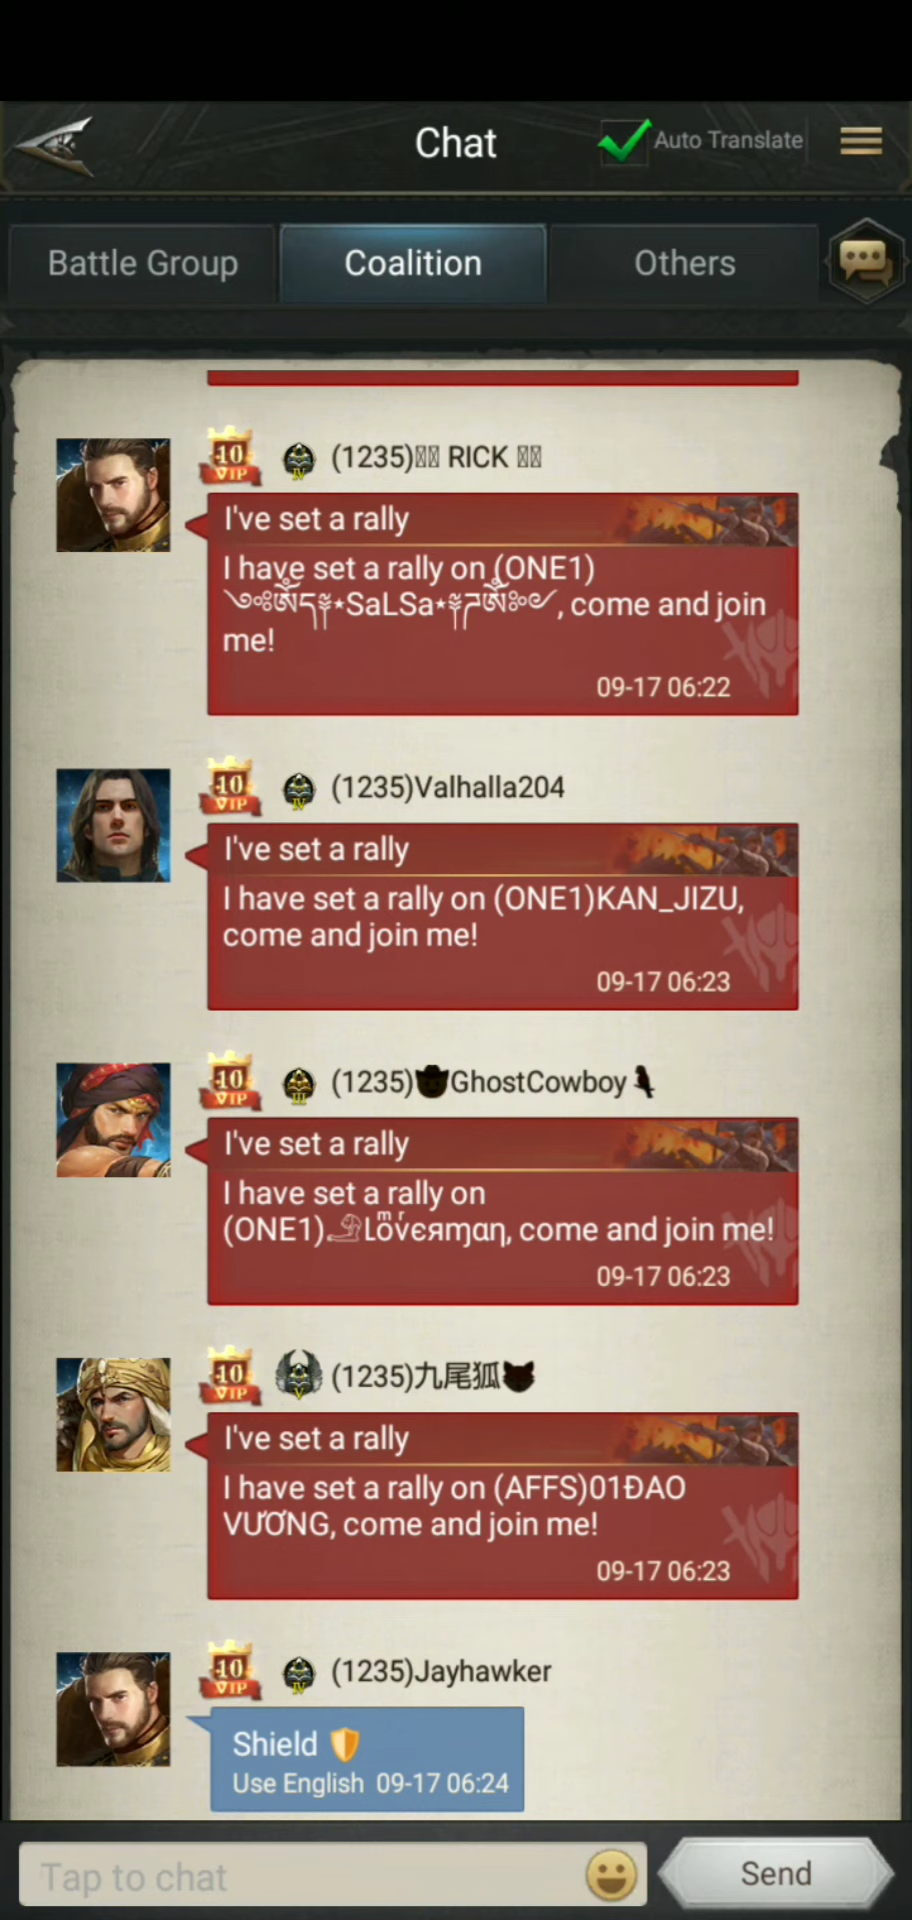 Chat
Auto Translate
Battle Group
Coalition
Others
10
VIP
IV
(1235)▯▯ RICK ▯▯
I've set a rally
I have set a rally on (ONE1)
SaLSa
, come and join
me!
09-17 06:22
10
VIP
IV
(1235)Valhalla204
I've set a rally
I have set a rally on (ONE1)KAN_JIZU,
come and join me!
09-17 06:23
10
VIP
III
(1235)GhostCowboy
I've set a rally
I have set a rally on
(ONE1)
, come and join me!
09-17 06:23
10
VIP
V
(1235)九尾狐
I've set a rally
I have set a rally on (AFFS)01ĐAO
VƯƠNG, come and join me!
09-17 06:23
10
VIP
IV
(1235)Jayhawker
Shield 🛡
Use English 09-17 06:24
Tap to chat
Send